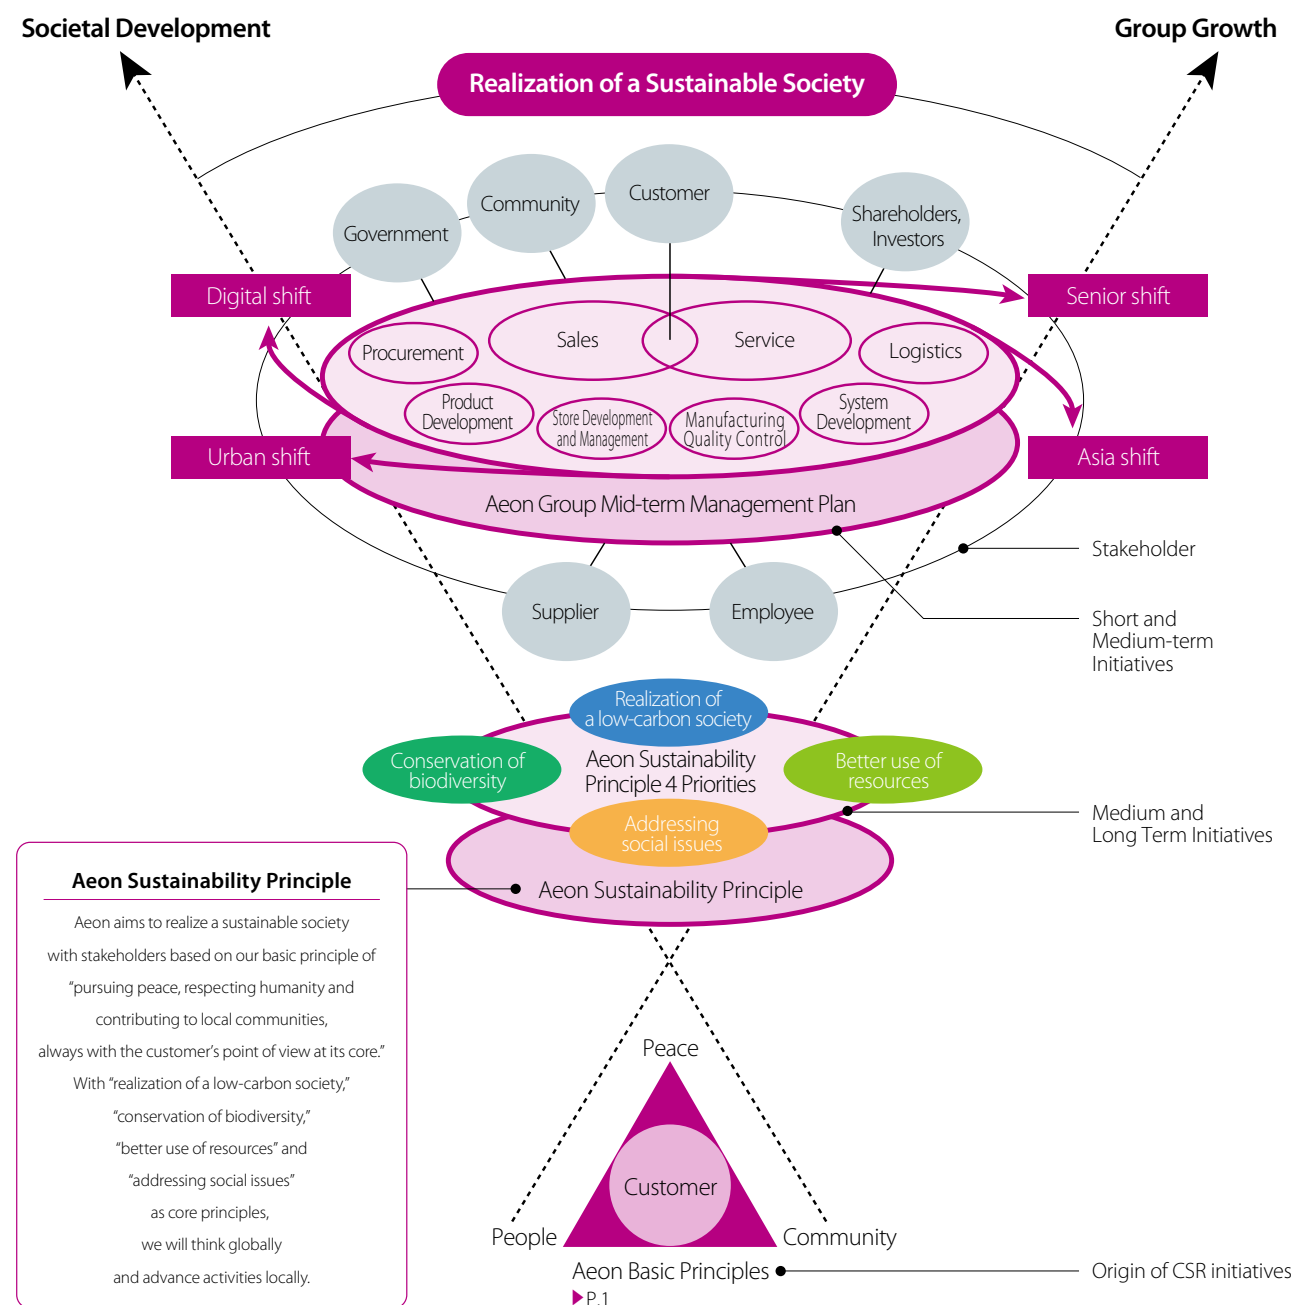 Societal Development
Group Growth
Realization of a Sustainable Society
Government
Community
Customer
Shareholders,
Investors
Digital shift
Senior shift
Procurement
Sales
Service
Logistics
Product
Development
Store Development
and Management
Manufacturing
Quality Control
System
Development
Urban shift
Asia shift
Aeon Group Mid-term Management Plan
Stakeholder
Supplier
Employee
Short and
Medium-term
Initiatives
Realization of
a low-carbon society
Conservation of
biodiversity
Aeon Sustainability
Principle 4 Priorities
Better use of
resources
Addressing
social issues
Medium and
Long Term Initiatives
Aeon Sustainability Principle
Aeon Sustainability Principle
Aeon aims to realize a sustainable society
with stakeholders based on our basic principle of
“pursuing peace, respecting humanity and
contributing to local communities,
always with the customer’s point of view at its core.”
With “realization of a low-carbon society,”
“conservation of biodiversity,”
“better use of resources” and
“addressing social issues”
as core principles,
we will think globally
and advance activities locally.
Peace
Customer
People
Community
Aeon Basic Principles
P.1
Origin of CSR initiatives